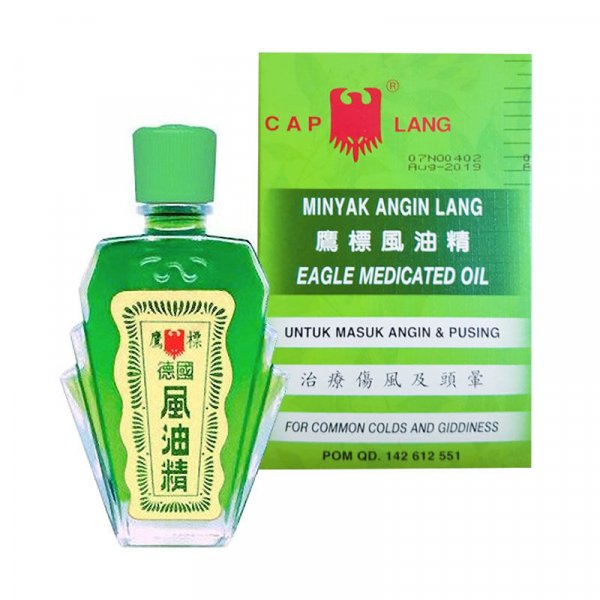 CAP LANG ®
07N00402
Aug-2019
MINYAK ANGIN LANG
鷹標風油精
EAGLE MEDICATED OIL
UNTUK MASUK ANGIN & PUSING
治療傷風及頭暈
FOR COMMON COLDS AND GIDDINESS
POM QD. 142 612 551
鷹標
德國
風油精